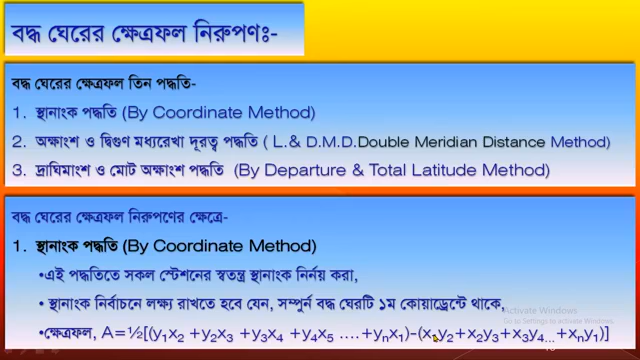 বদ্ধ ঘেরের ক্ষেত্রফল নিরুপণঃ-
বদ্ধ ঘেরের ক্ষেত্রফল তিন পদ্ধতি-
1. স্থানাংক পদ্ধতি (By Coordinate Method)
2. অক্ষাংশ ও দ্বিগুণ মধ্যরেখা দূরত্ব পদ্ধতি ( L.& D.M.D.Double Meridian Distance Method)
3. দ্রাঘিমাংশ ও মোট অক্ষাংশ পদ্ধতি (By Departure & Total Latitude Method)
বদ্ধ ঘেরের ক্ষেত্রফল নিরুপণের ক্ষেত্রে-
1. স্থানাংক পদ্ধতি (By Coordinate Method)
•এই পদ্ধতিতে সকল স্টেশনের স্বতন্ত্র স্থানাংক নির্ণয় করা,
•স্থানাংক নির্বাচনে লক্ষ্য রাখতে হবে যেন, সম্পুর্ন বদ্ধ ঘেরটি ১ম কোয়াড্রেন্টে থাকে,
Activate Windows
Go to Settings to activate Windows.
•ক্ষেত্রফল, A=½[(y₁x₂ +y₂x₃ +y₃x₄ +y₄x₅ ....+yₙx₁)-(x₁y₂+x₂y₃+x₃y₄...+xₙy₁)]